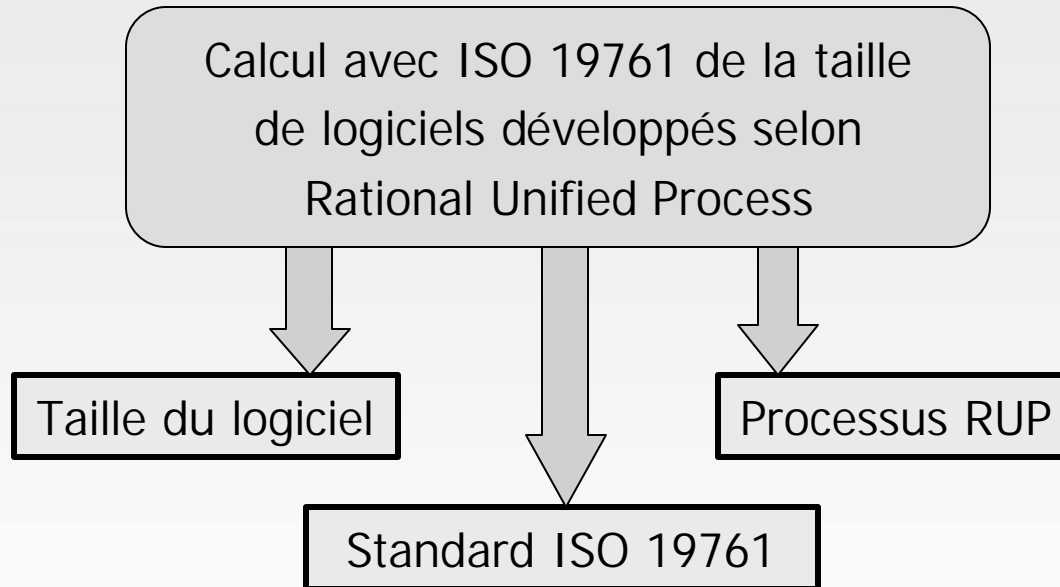 Calcul avec ISO 19761 de la taille
de logiciels développés selon
Rational Unified Process
Taille du logiciel
Processus RUP
Standard ISO 19761